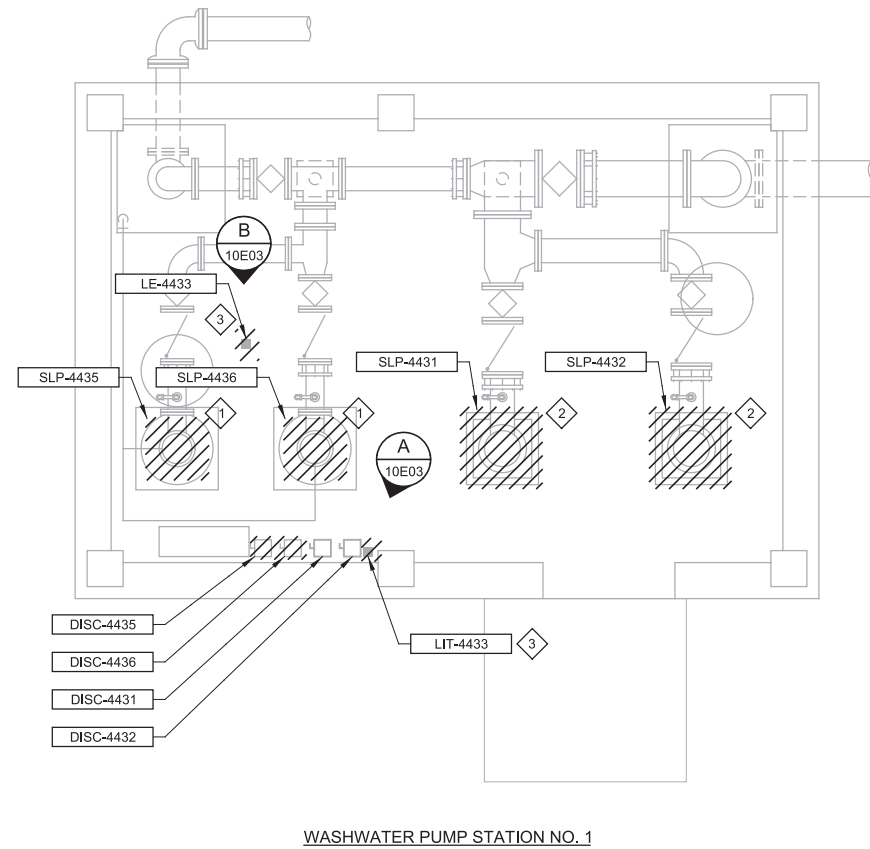 B
10E03
LE-4433
3
SLP-4435
SLP-4436
SLP-4431
SLP-4432
1
1
2
2
A
10E03
DISC-4435
DISC-4436
DISC-4431
DISC-4432
LIT-4433
3
WASHWATER PUMP STATION NO. 1